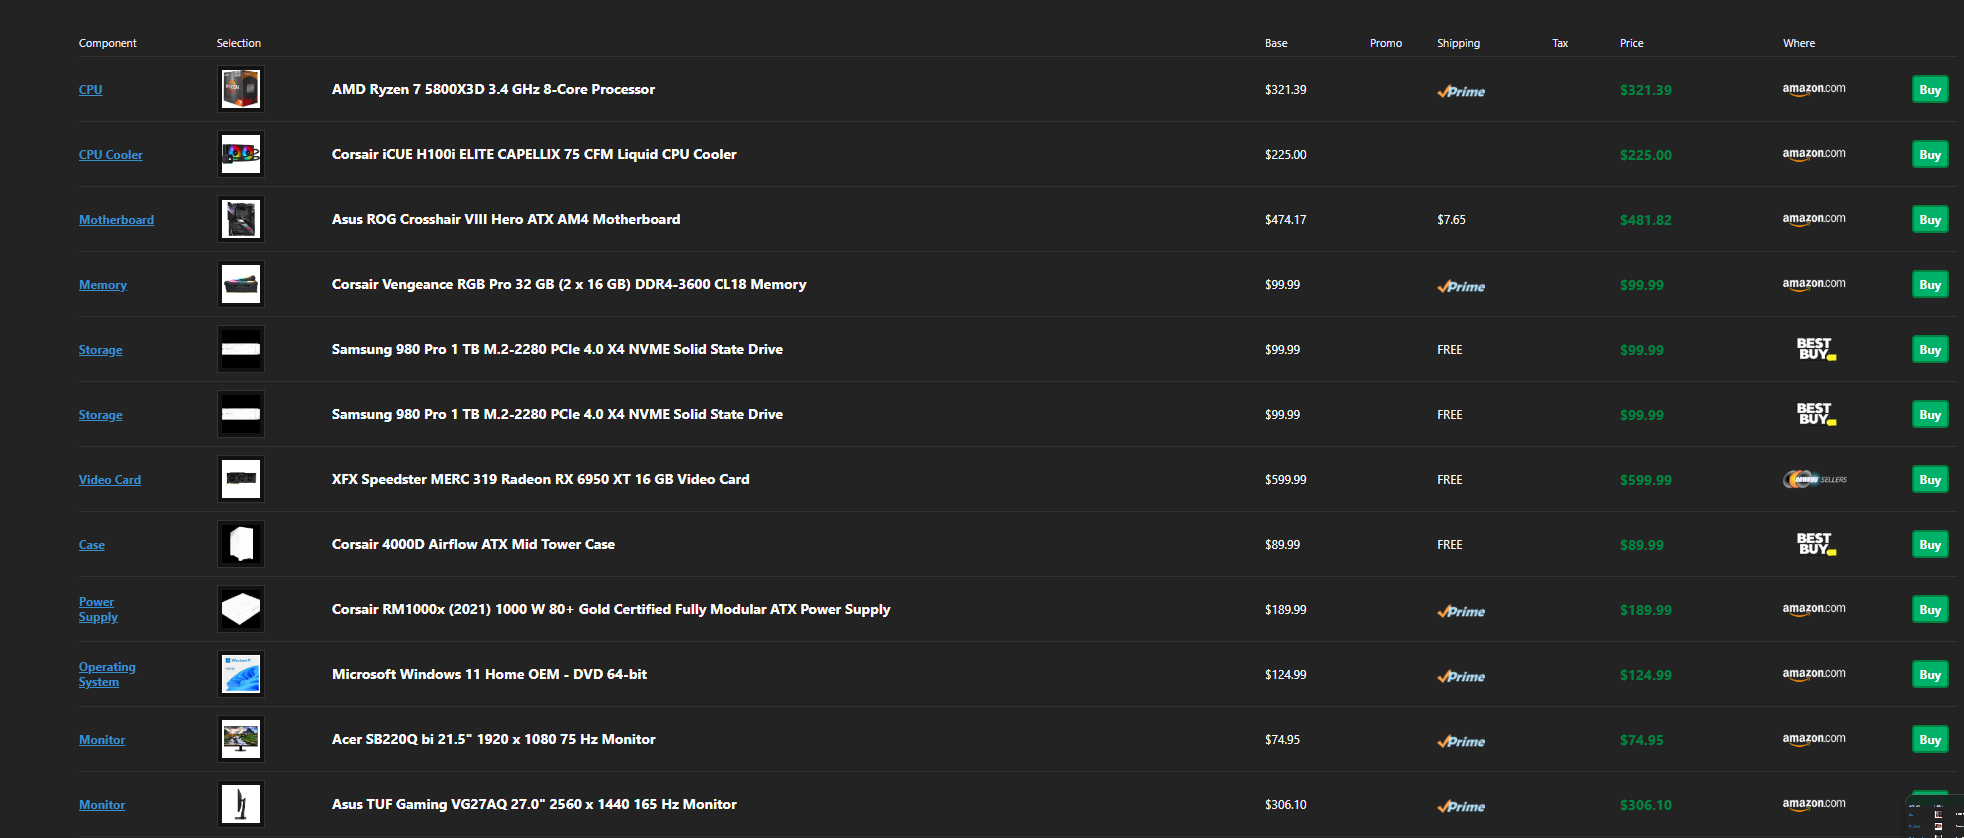 Component Selection Base Promo Shipping Tax Price Where
CPU AMD Ryzen 7 5800X3D 3.4 GHz 8-Core Processor $321.39 Prime $321.39 amazon.com Buy
CPU Cooler Corsair iCUE H100i ELITE CAPELLIX 75 CFM Liquid CPU Cooler $225.00 $225.00 amazon.com Buy
Motherboard Asus ROG Crosshair VIII Hero ATX AM4 Motherboard $474.17 $7.65 $481.82 amazon.com Buy
Memory Corsair Vengeance RGB Pro 32 GB (2 x 16 GB) DDR4-3600 CL18 Memory $99.99 Prime $99.99 amazon.com Buy
Storage Samsung 980 Pro 1 TB M.2-2280 PCIe 4.0 X4 NVME Solid State Drive $99.99 FREE $99.99 BEST BUY Buy
Storage Samsung 980 Pro 1 TB M.2-2280 PCIe 4.0 X4 NVME Solid State Drive $99.99 FREE $99.99 BEST BUY Buy
Video Card XFX Speedster MERC 319 Radeon RX 6950 XT 16 GB Video Card $599.99 FREE $599.99 newegg SELLERS Buy
Case Corsair 4000D Airflow ATX Mid Tower Case $89.99 FREE $89.99 BEST BUY Buy
Power Supply Corsair RM1000x (2021) 1000 W 80+ Gold Certified Fully Modular ATX Power Supply $189.99 Prime $189.99 amazon.com Buy
Operating System Microsoft Windows 11 Home OEM - DVD 64-bit $124.99 Prime $124.99 amazon.com Buy
Monitor Acer SB220Q bi 21.5" 1920 x 1080 75 Hz Monitor $74.95 Prime $74.95 amazon.com Buy
Monitor Asus TUF Gaming VG27AQ 27.0" 2560 x 1440 165 Hz Monitor $306.10 Prime $306.10 amazon.com